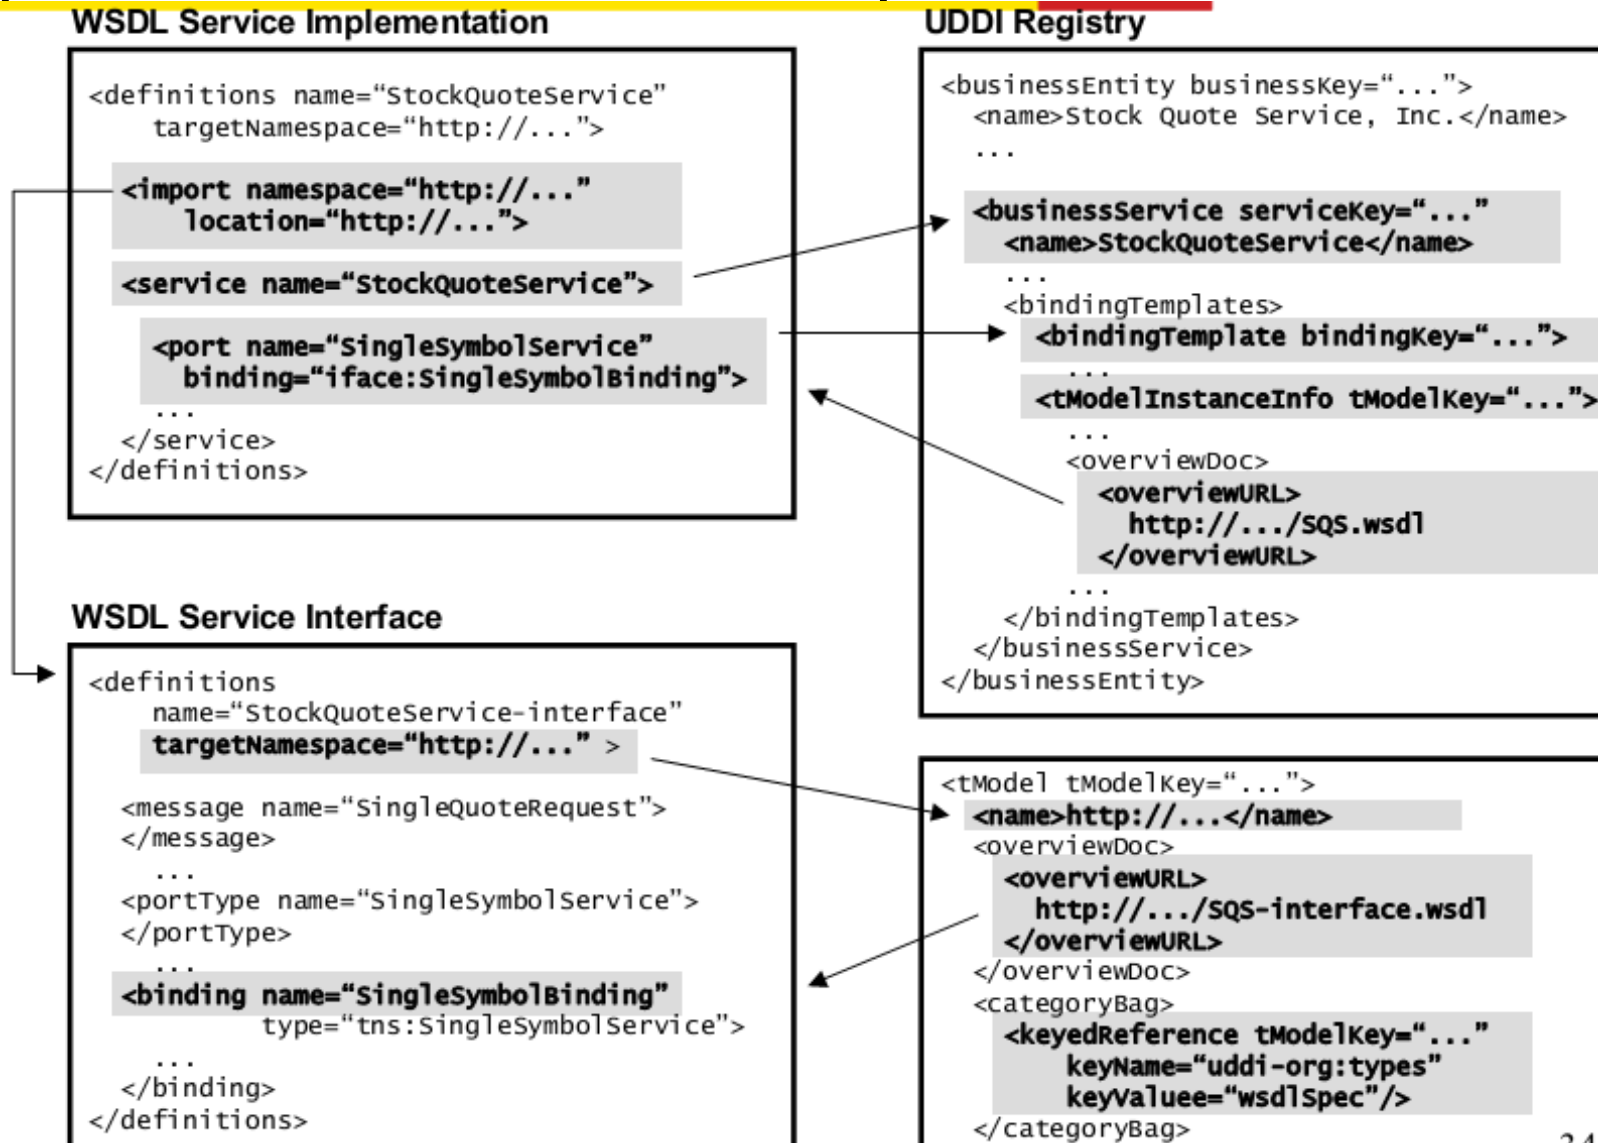 WSDL Service Implementation
<definitions name=“StockQuoteService”
targetNamespace=“http://...”>
<import namespace=“http://...”
location=“http://...”>
<service name=“StockQuoteService”>
<port name=“SingleSymbolService”
binding=“iface:SingleSymbolBinding”>
...
</service>
</definitions>
WSDL Service Interface
<definitions
name=“StockQuoteService-interface”
targetNamespace=“http://...” >
<message name=“SingleQuoteRequest”>
</message>
...
<portType name=“SingleSymbolService”>
</portType>
...
<binding name=“SingleSymbolBinding”
type=“tns:SingleSymbolService”>
...
</binding>
</definitions>
UDDI Registry
<businessEntity businessKey=“...”>
<name>Stock Quote Service, Inc.</name>
...
<businessService serviceKey=“...”
<name>StockQuoteService</name>
...
<bindingTemplates>
<bindingTemplate bindingKey=“...”>
...
<tModelInstanceInfo tModelKey=“...”>
...
<overviewDoc>
<overviewURL>
http://.../SQS.wsdl
</overviewURL>
...
</bindingTemplates>
</businessService>
</businessEntity>
<tModel tModelKey=“...”>
<name>http://...</name>
<overviewDoc>
<overviewURL>
http://.../SQS-interface.wsdl
</overviewURL>
</overviewDoc>
<categoryBag>
<keyedReference tModelKey=“...”
keyName=“uddi-org:types”
keyValuee=“wsdlSpec”/>
</categoryBag>